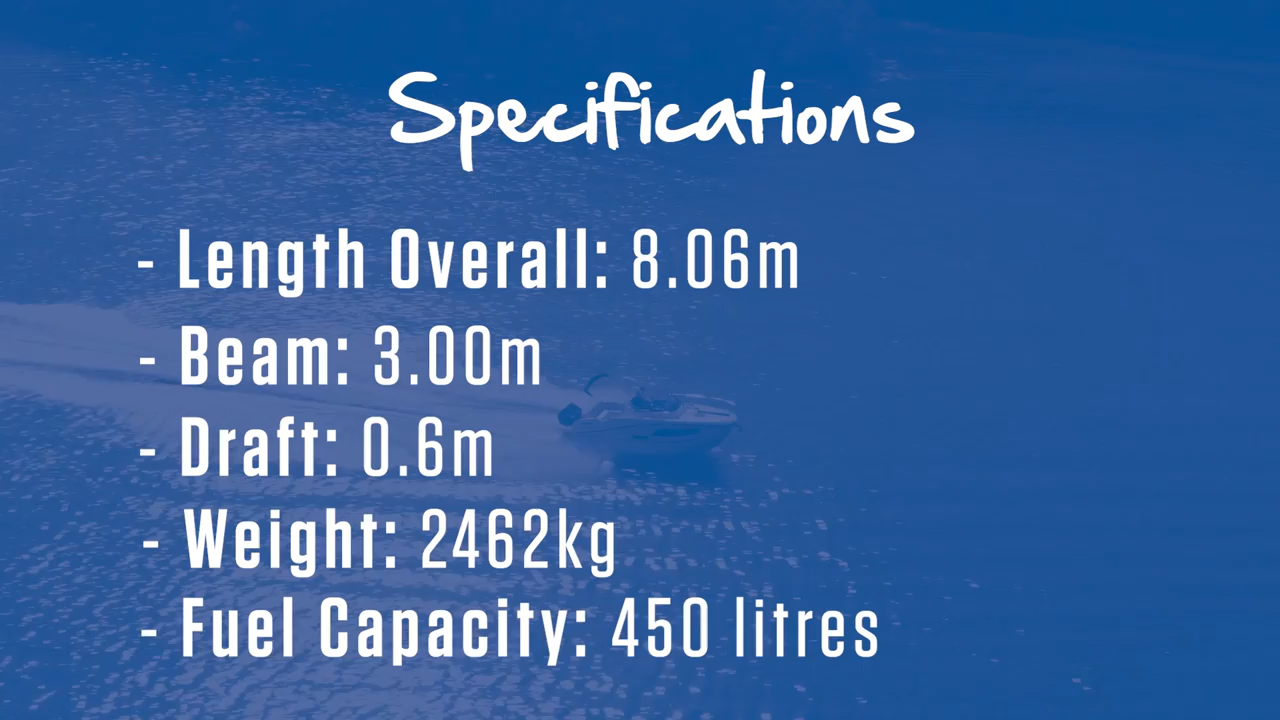 Specifications
- Length Overall: 8.06m
- Beam: 3.00m
- Draft: 0.6m
- Weight: 2462kg
- Fuel Capacity: 450 litres